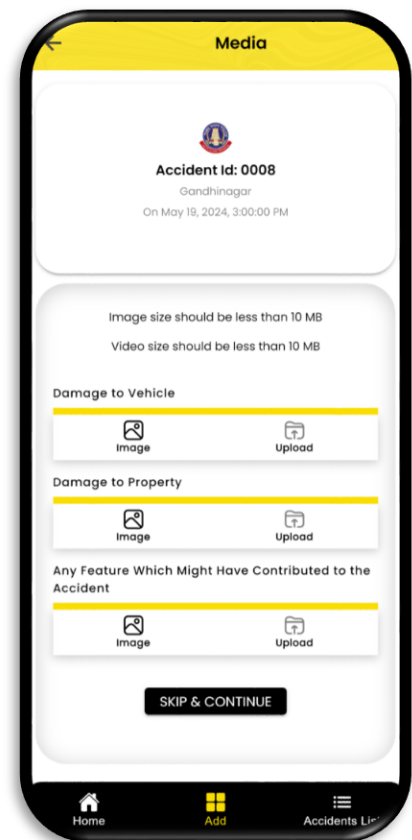 Media
Accident Id: 0008
Gandhinagar
On May 19, 2024, 3:00:00 PM
Image size should be less than 10 MB
Video size should be less than 10 MB
Damage to Vehicle
Image Upload
Damage to Property
Image Upload
Any Feature Which Might Have Contributed to the
Accident
Image Upload
SKIP & CONTINUE
Home Add Accidents Lis